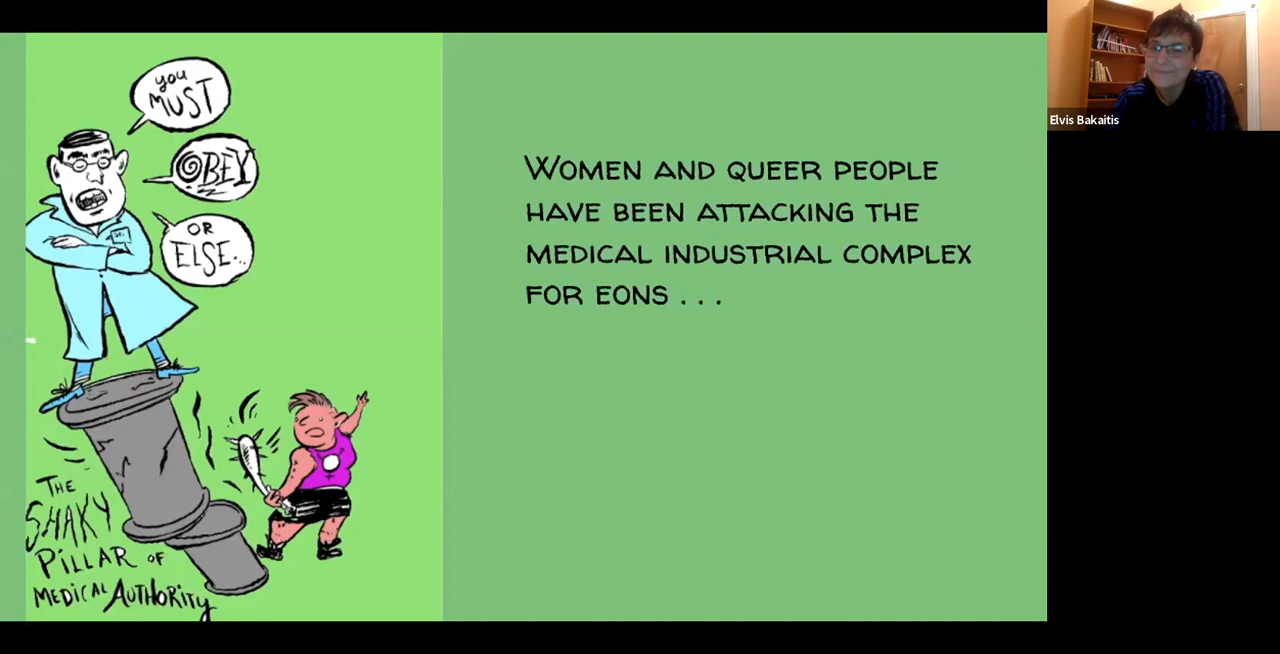 you
MUST
OBEY
OR
ELSE...
Dr.
THE
SHAKY
PILLAR OF
MEDICAL AUTHORITY
WOMEN AND QUEER PEOPLE
HAVE BEEN ATTACKING THE
MEDICAL INDUSTRIAL COMPLEX
FOR EONS . . .
Elvis Bakaitis